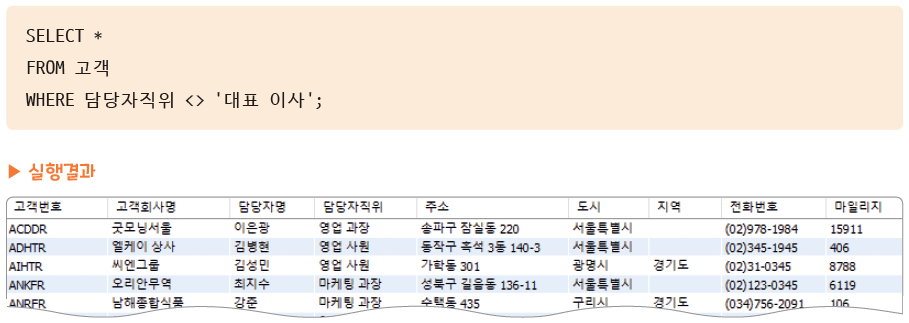 SELECT *
FROM 고객
WHERE 담당자직위 <> '대표 이사';
▶ 실행결과
고객번호 고객회사명 담당자명 담당자직위 주소 도시 지역 전화번호 마일리지
ACDDR 굿모닝서울 이은광 영업 과장 송파구 잠실동 220 서울특별시 (02)978-1984 15911
ADHTR 엘케이 상사 김병현 영업 사원 동작구 흑석 3동 140-3 서울특별시 (02)345-1945 406
AIHTR 씨엔그룹 김성민 영업 사원 가학동 301 광명시 경기도 (02)31-0345 8788
ANKFR 오리안무역 최지수 마케팅 과장 성북구 길음동 136-11 서울특별시 (02)123-0345 6119
ANRFR 남해종합식품 강준 마케팅 과장 수택동 435 구리시 경기도 (034)756-2091 106